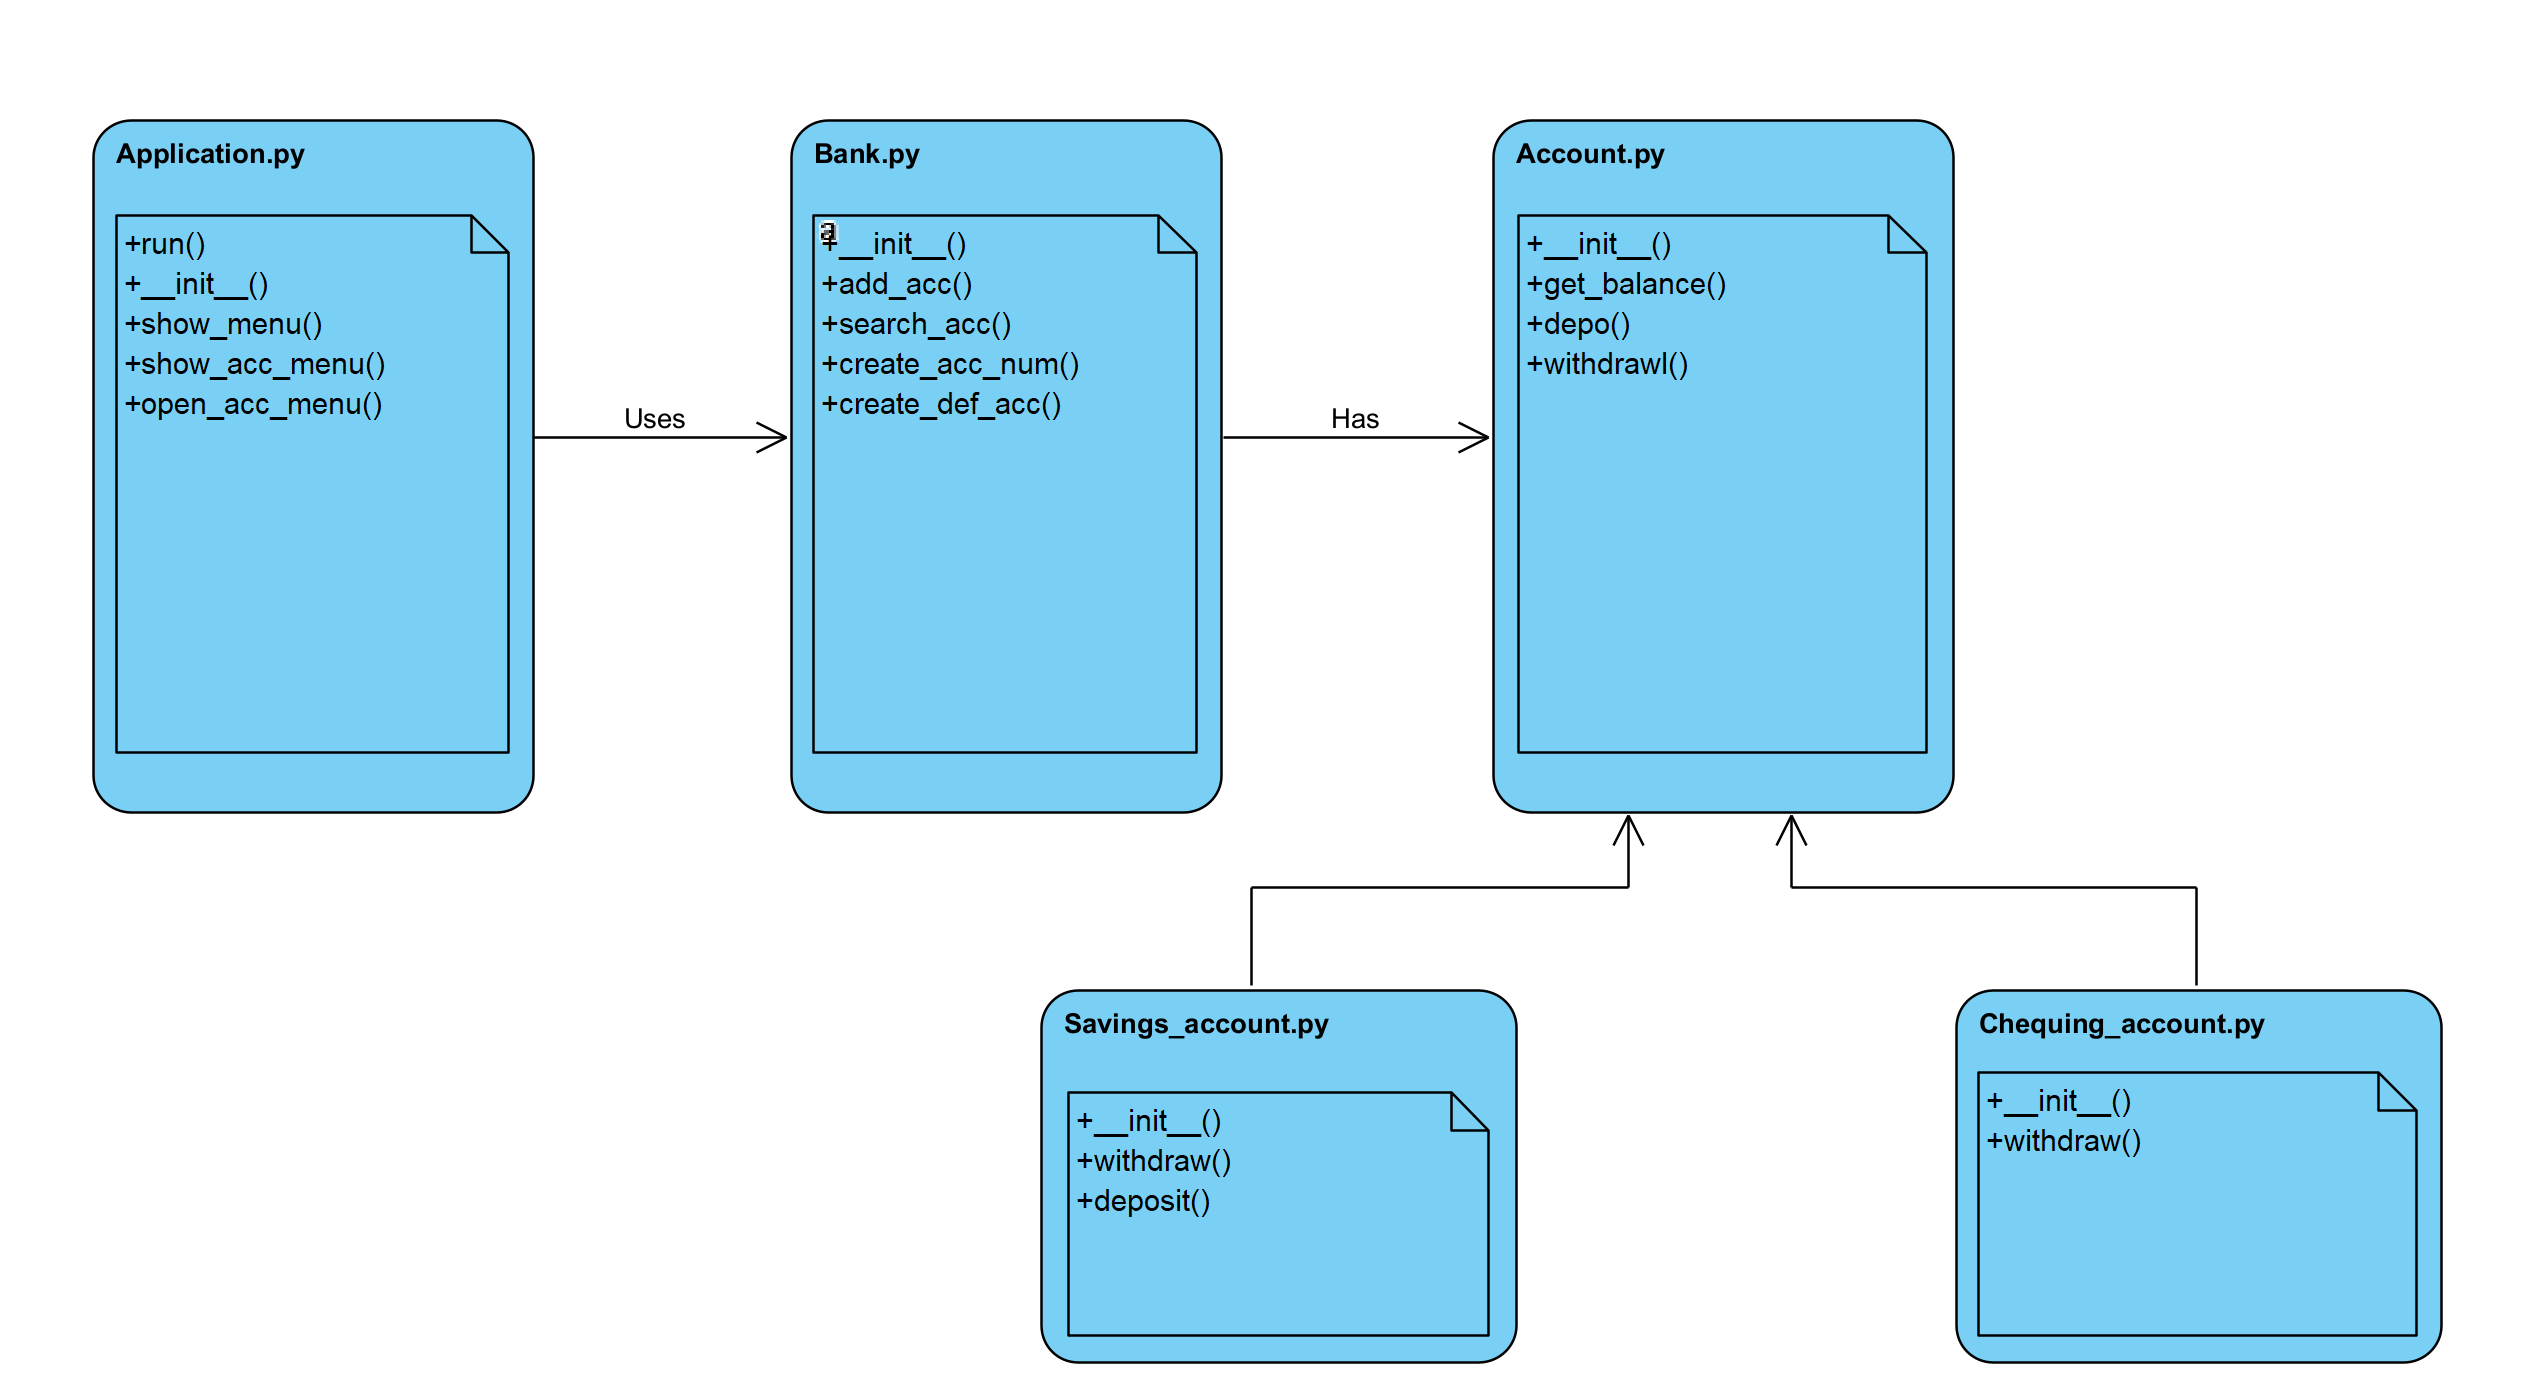 Application.py
+run()
+__init__()
+show_menu()
+show_acc_menu()
+open_acc_menu()
Uses
Bank.py
a
+__init__()
+add_acc()
+search_acc()
+create_acc_num()
+create_def_acc()
Has
Account.py
+__init__()
+get_balance()
+depo()
+withdrawl()
Savings_account.py
+__init__()
+withdraw()
+deposit()
Chequing_account.py
+__init__()
+withdraw()